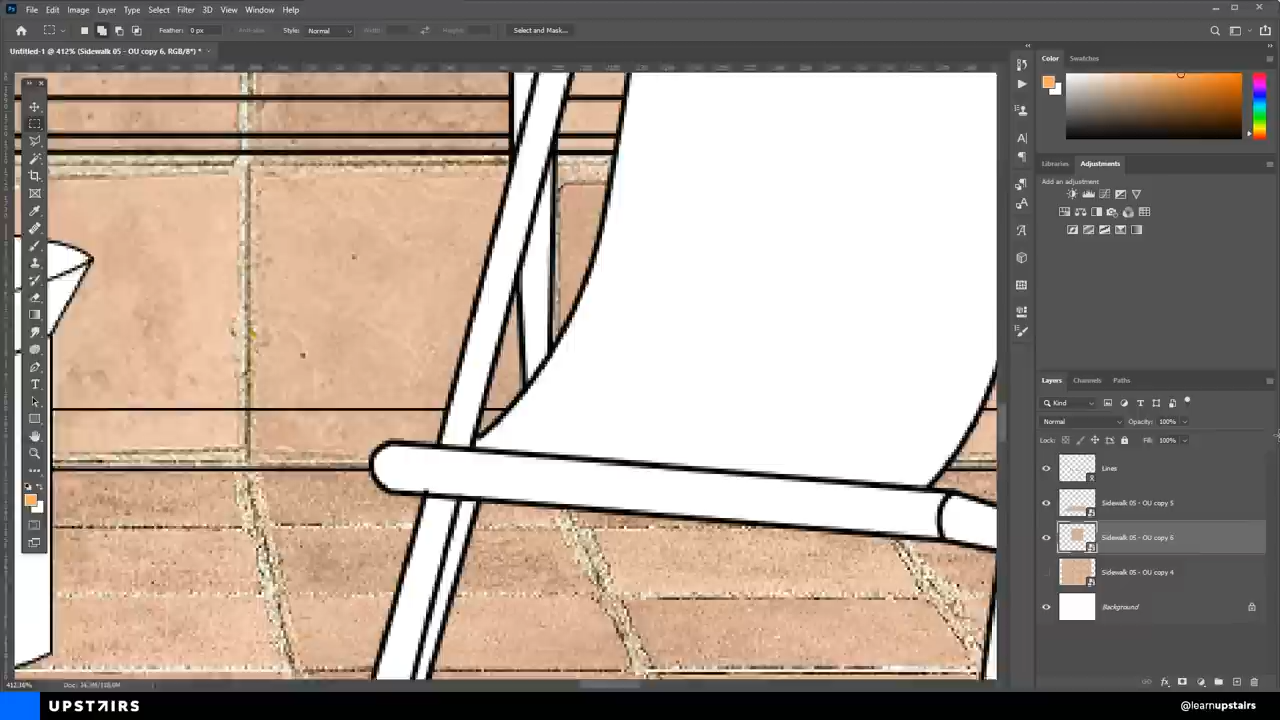 File Edit Image Layer Type Select Filter 3D View Window Help
Feather: 0 px Style: Normal Select and Mask...
Untitled-1 @ 412% (Sidewalk 05 - OU copy 6, RGB/8*) *
Color Swatches
Libraries Adjustments
Add an adjustment
Layers Channels Paths
Kind
Normal Opacity: 100%
Lock: Fill: 100%
Lines
Sidewalk 05 - OU copy 5
Sidewalk 05 - OU copy 6
Sidewalk 05 - OU copy 4
Background
UPSTAIRS
@learnupstairs